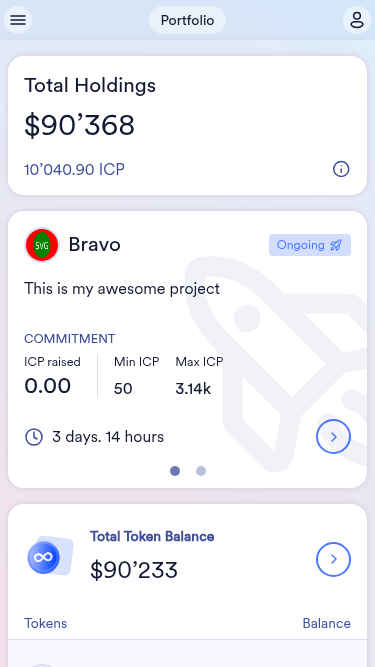 Portfolio
Total Holdings
$90’368
10’040.90 ICP
SVG
Bravo
Ongoing
This is my awesome project
COMMITMENT
ICP raised Min ICP Max ICP
0.00 50 3.14k
3 days. 14 hours
Total Token Balance
$90’233
Tokens Balance